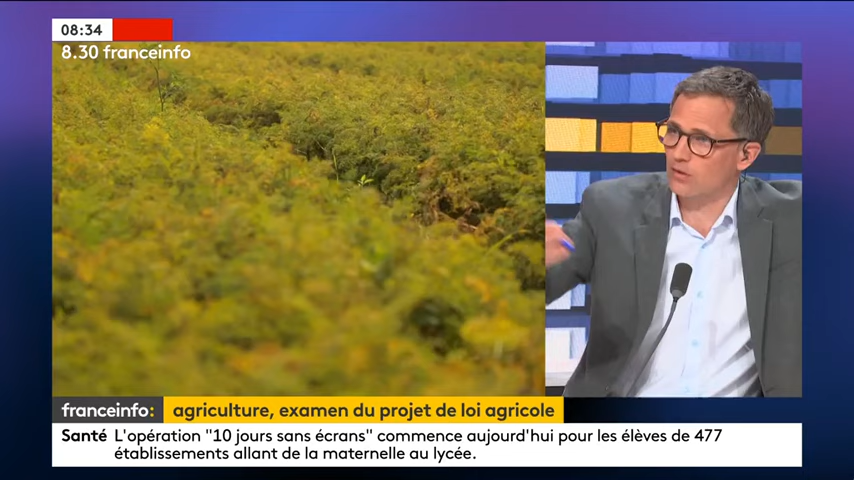 08:34
8.30 franceinfo
franceinfo:
agriculture, examen du projet de loi agricole
Santé L'opération "10 jours sans écrans" commence aujourd'hui pour les élèves de 477
établissements allant de la maternelle au lycée.